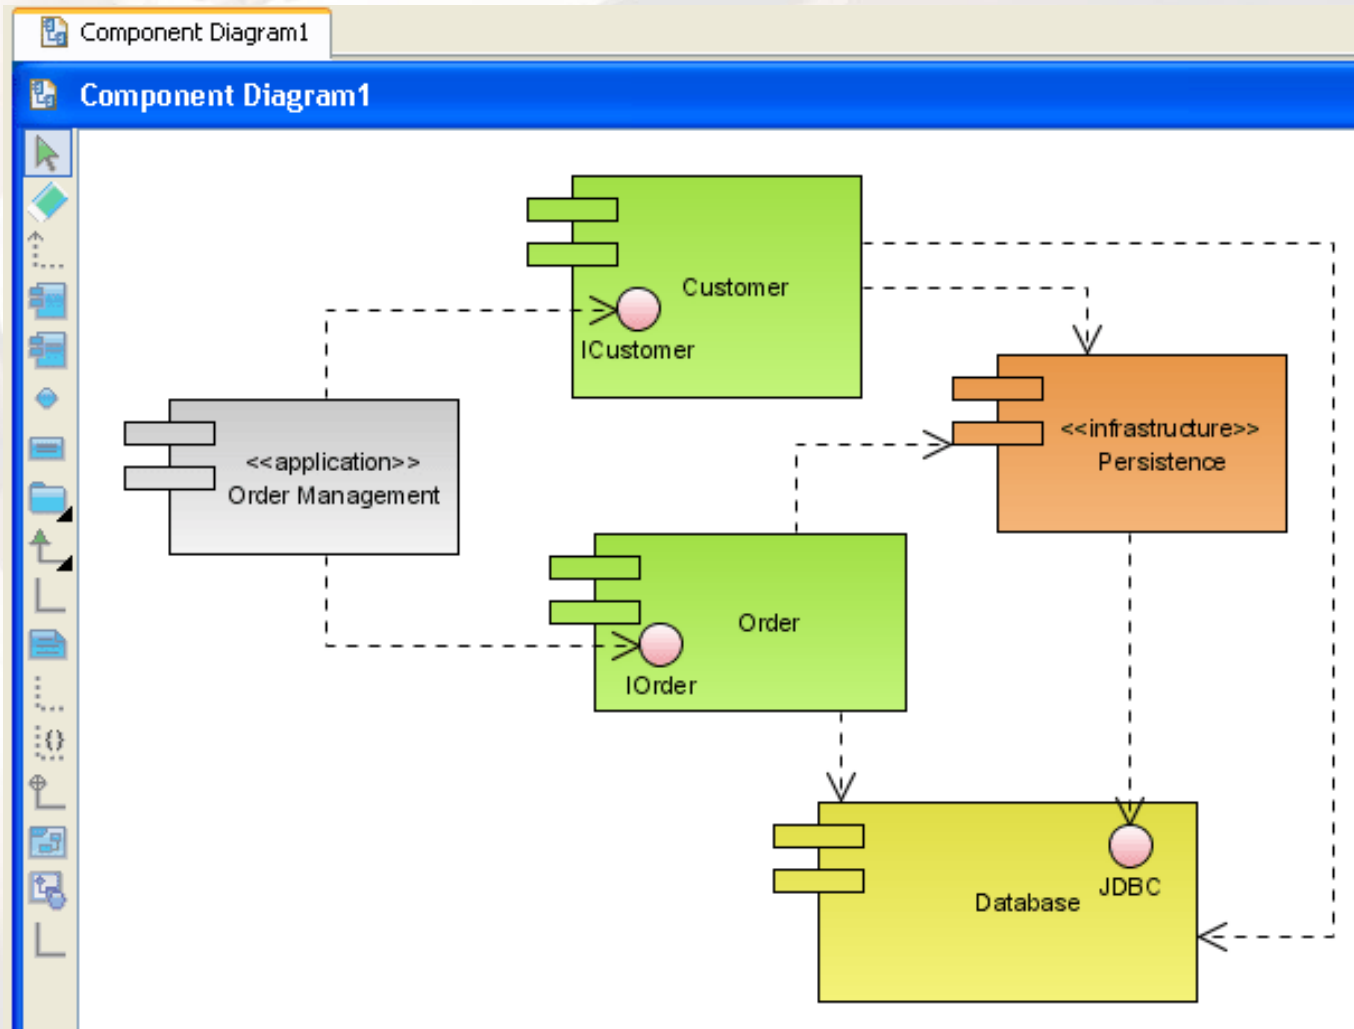 Component Diagram1
Component Diagram1
Customer
ICustomer
<<application>>
Order Management
<<infrastructure>>
Persistence
Order
IOrder
JDBC
Database